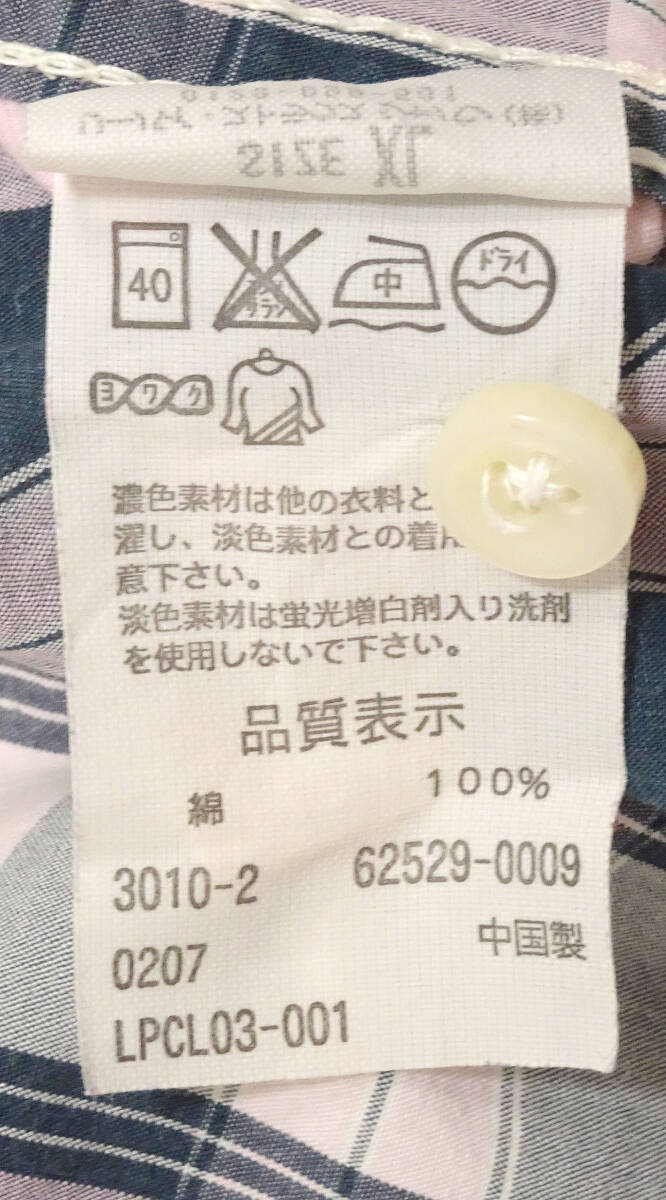 SIZE XL
40
中
ドライ
ヨワク
濃色素材は他の衣料と
濯し、淡色素材との着用
意下さい。
淡色素材は蛍光増白剤入り洗剤
を使用しないで下さい。
品質表示
綿 100%
3010-2 62529-0009
0207 中国製
LPCL03-001